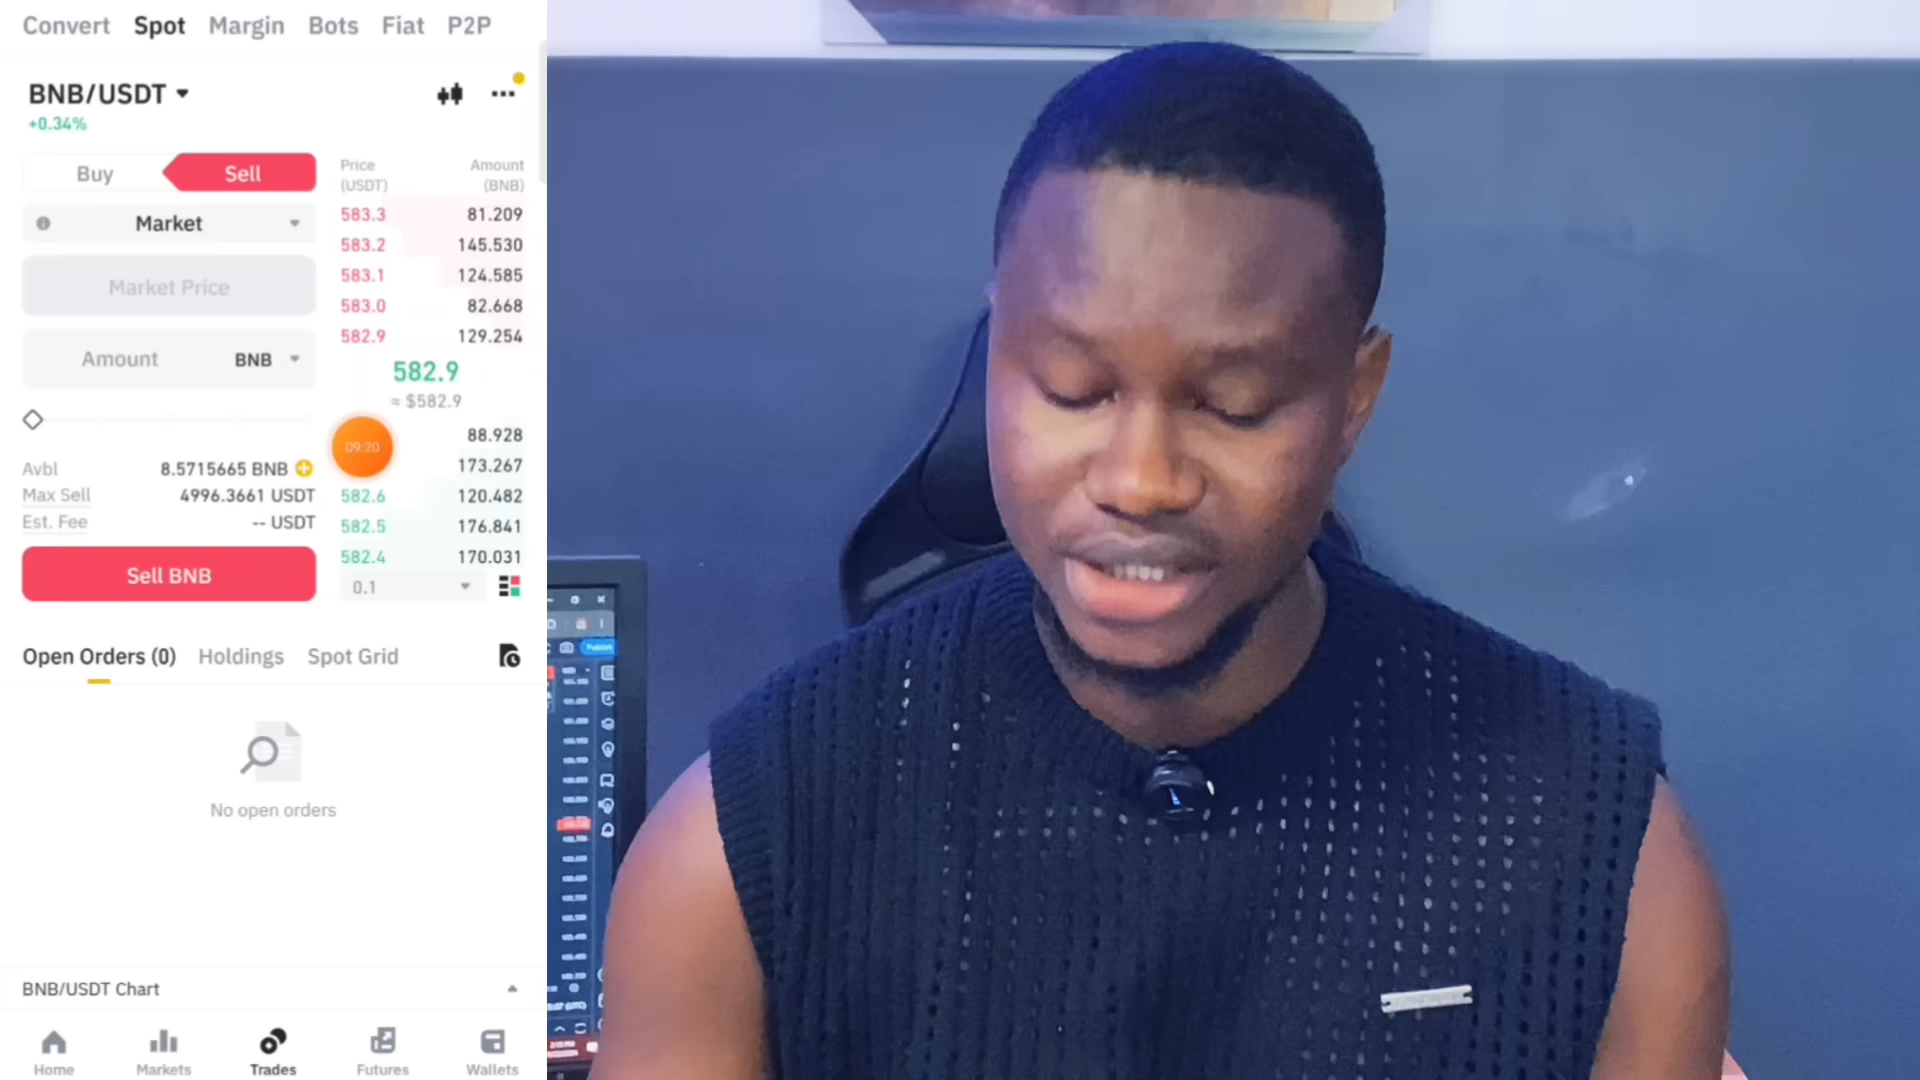 Convert Spot Margin Bots Fiat P2P
BNB/USDT
+0.34%
Buy Sell
Market
Market Price
Amount BNB
Avbl 8.5715665 BNB
Max Sell 4996.3661 USDT
Est. Fee -- USDT
Sell BNB
Price Amount
(USDT) (BNB)
583.3 81.209
583.2 145.530
583.1 124.585
583.0 82.668
582.9 129.254
582.9
≈ $582.9
88.928
09:20
173.267
582.6 120.482
582.5 176.841
582.4 170.031
0.1
Open Orders (0) Holdings Spot Grid
No open orders
BNB/USDT Chart
Home Markets Trades Futures Wallets
Publish